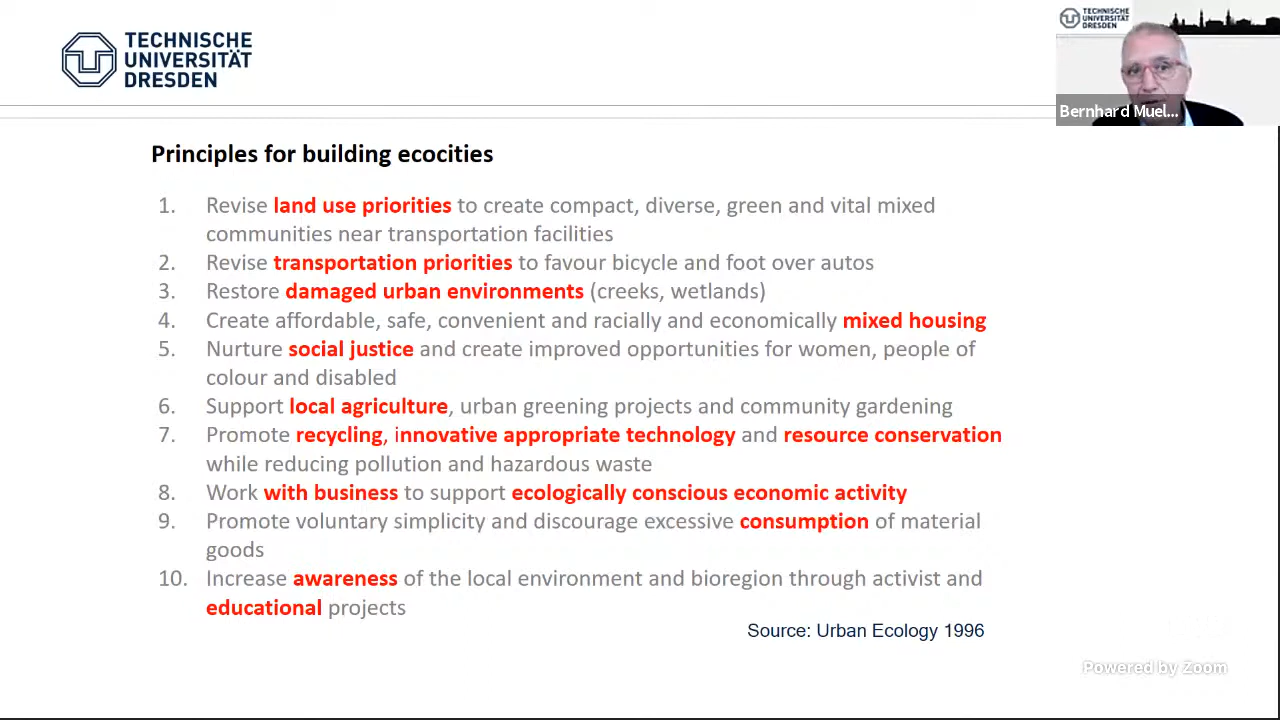 TECHNISCHE
UNIVERSITÄT
DRESDEN
TECHNISCHE
UNIVERSITÄT
DRESDEN
Bernhard Muel...
Principles for building ecocities
1. Revise land use priorities to create compact, diverse, green and vital mixed
communities near transportation facilities
2. Revise transportation priorities to favour bicycle and foot over autos
3. Restore damaged urban environments (creeks, wetlands)
4. Create affordable, safe, convenient and racially and economically mixed housing
5. Nurture social justice and create improved opportunities for women, people of
colour and disabled
6. Support local agriculture, urban greening projects and community gardening
7. Promote recycling, innovative appropriate technology and resource conservation
while reducing pollution and hazardous waste
8. Work with business to support ecologically conscious economic activity
9. Promote voluntary simplicity and discourage excessive consumption of material
goods
10. Increase awareness of the local environment and bioregion through activist and
educational projects
Source: Urban Ecology 1996
Powered by Zoom